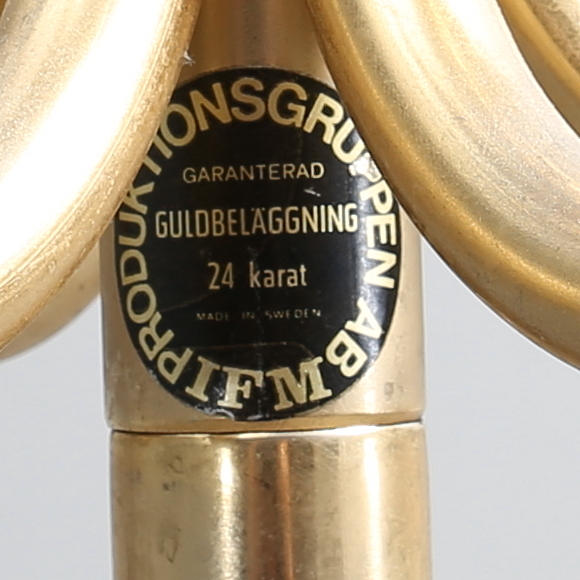 PRODUKTIONSGRUPPEN AB
GARANTERAD
GULDBELÄGGNING
24 karat
MADE IN SWEDEN
IFM